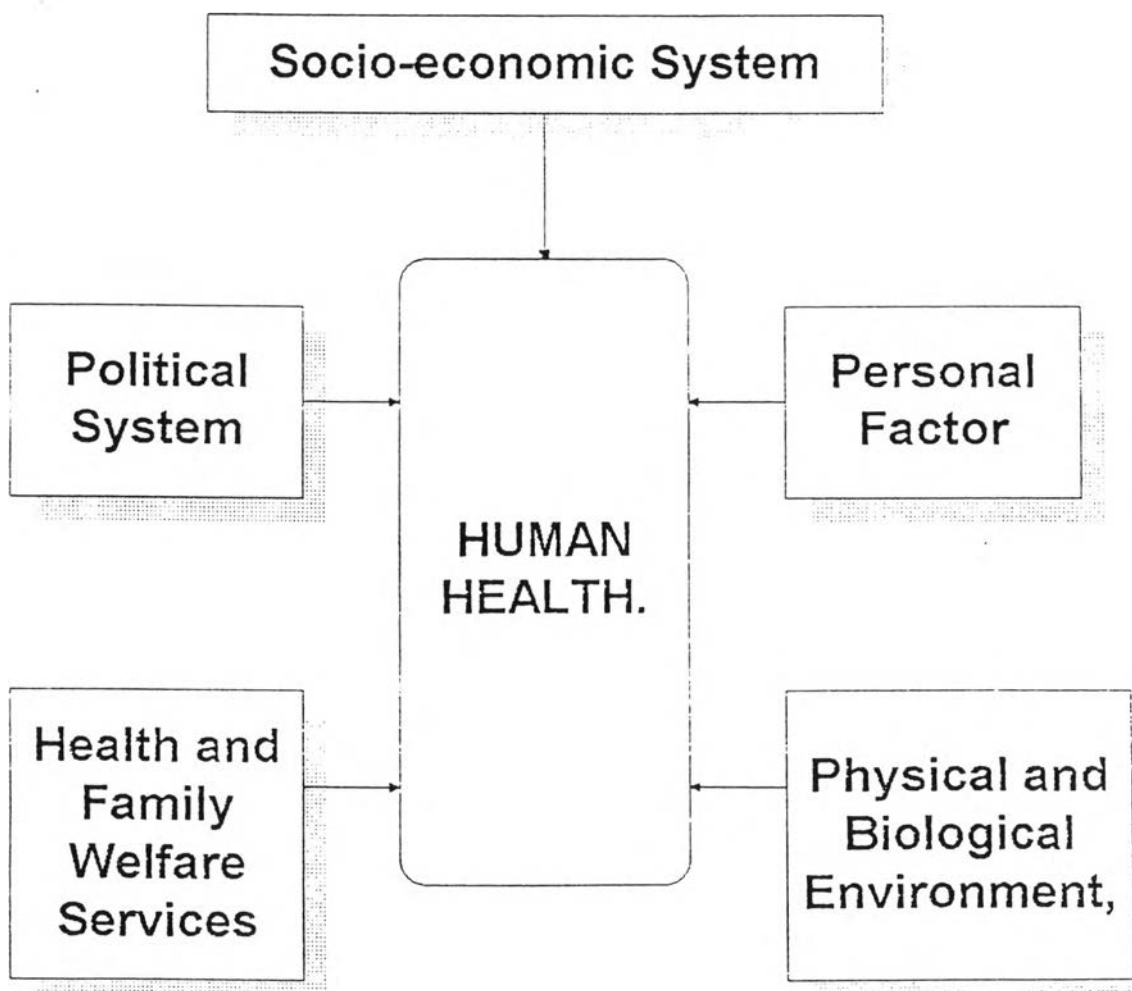 Socio-economic System
Political
System
Personal
Factor
HUMAN
HEALTH.
Health and
Family
Welfare
Services
Physical and
Biological
Environment,